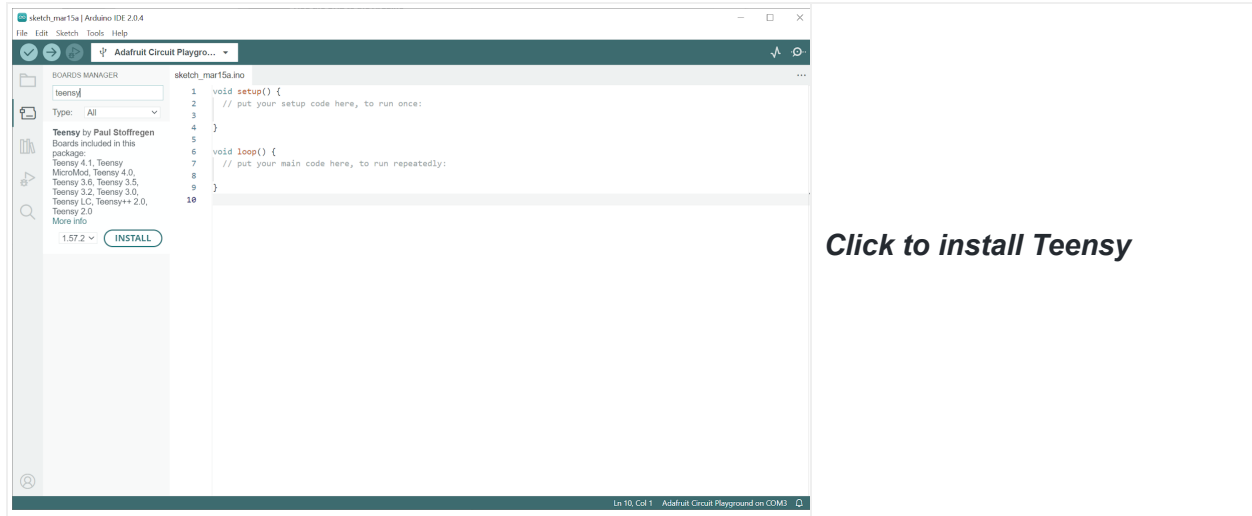 sketch_mar15a | Arduino IDE 2.0.4
File Edit Sketch Tools Help
Adafruit Circuit Playgro...
BOARDS MANAGER
teensy
Type: All
Teensy by Paul Stoffregen
Boards included in this
package:
Teensy 4.1, Teensy
MicroMod, Teensy 4.0,
Teensy 3.6, Teensy 3.5,
Teensy 3.2, Teensy 3.0,
Teensy LC, Teensy++ 2.0,
Teensy 2.0
More info
1.57.2 INSTALL
sketch_mar15a.ino
1 void setup() {
2 // put your setup code here, to run once:
3
4 }
5
6 void loop() {
7 // put your main code here, to run repeatedly:
8
9 }
10
Click to install Teensy
Ln 10, Col 1 Adafruit Circuit Playground on COM3